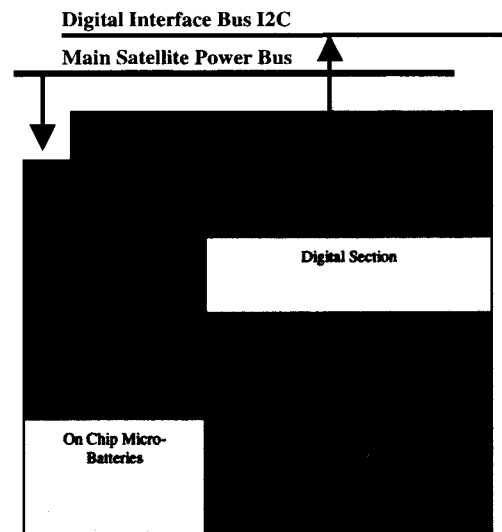 Digital Interface Bus I2C
Main Satellite Power Bus
Digital Section
On Chip Micro-
Batteries